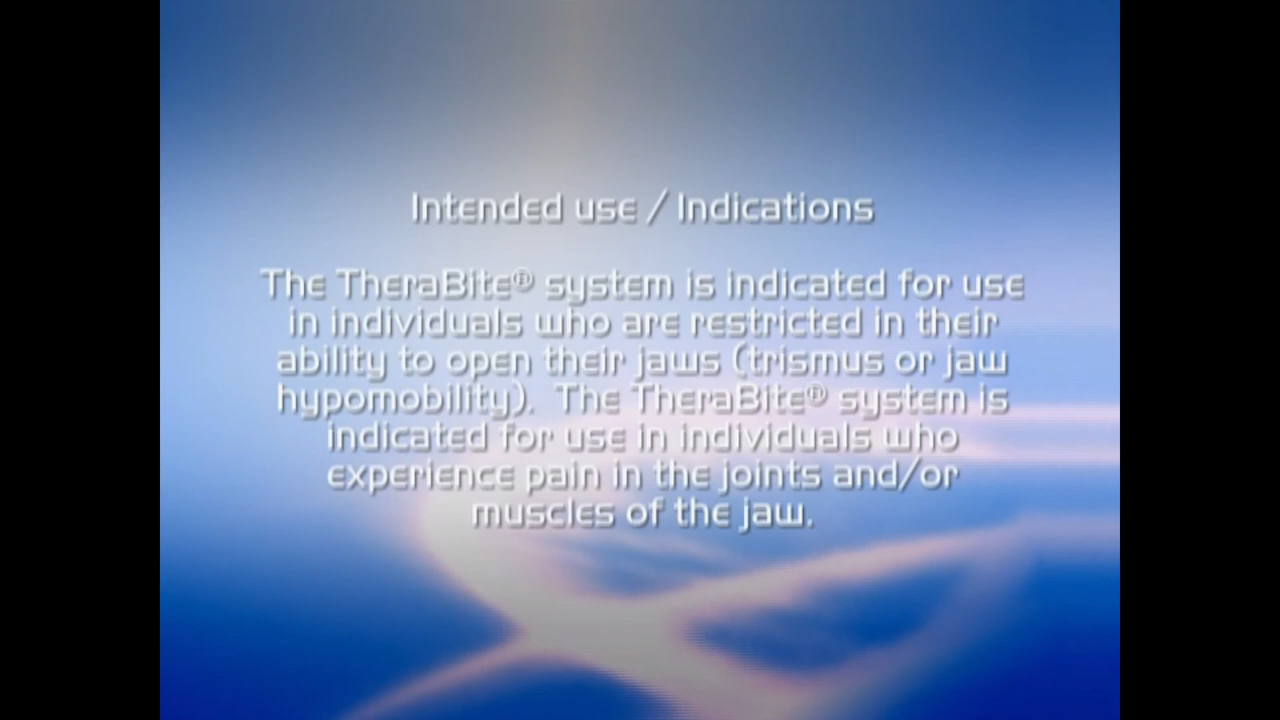 Intended use / Indications
The TheraBite® system is indicated for use
in individuals who are restricted in their
ability to open their jaws (trismus or jaw
hypomobility). The TheraBite® system is
indicated for use in individuals who
experience pain in the joints and/or
muscles of the jaw.